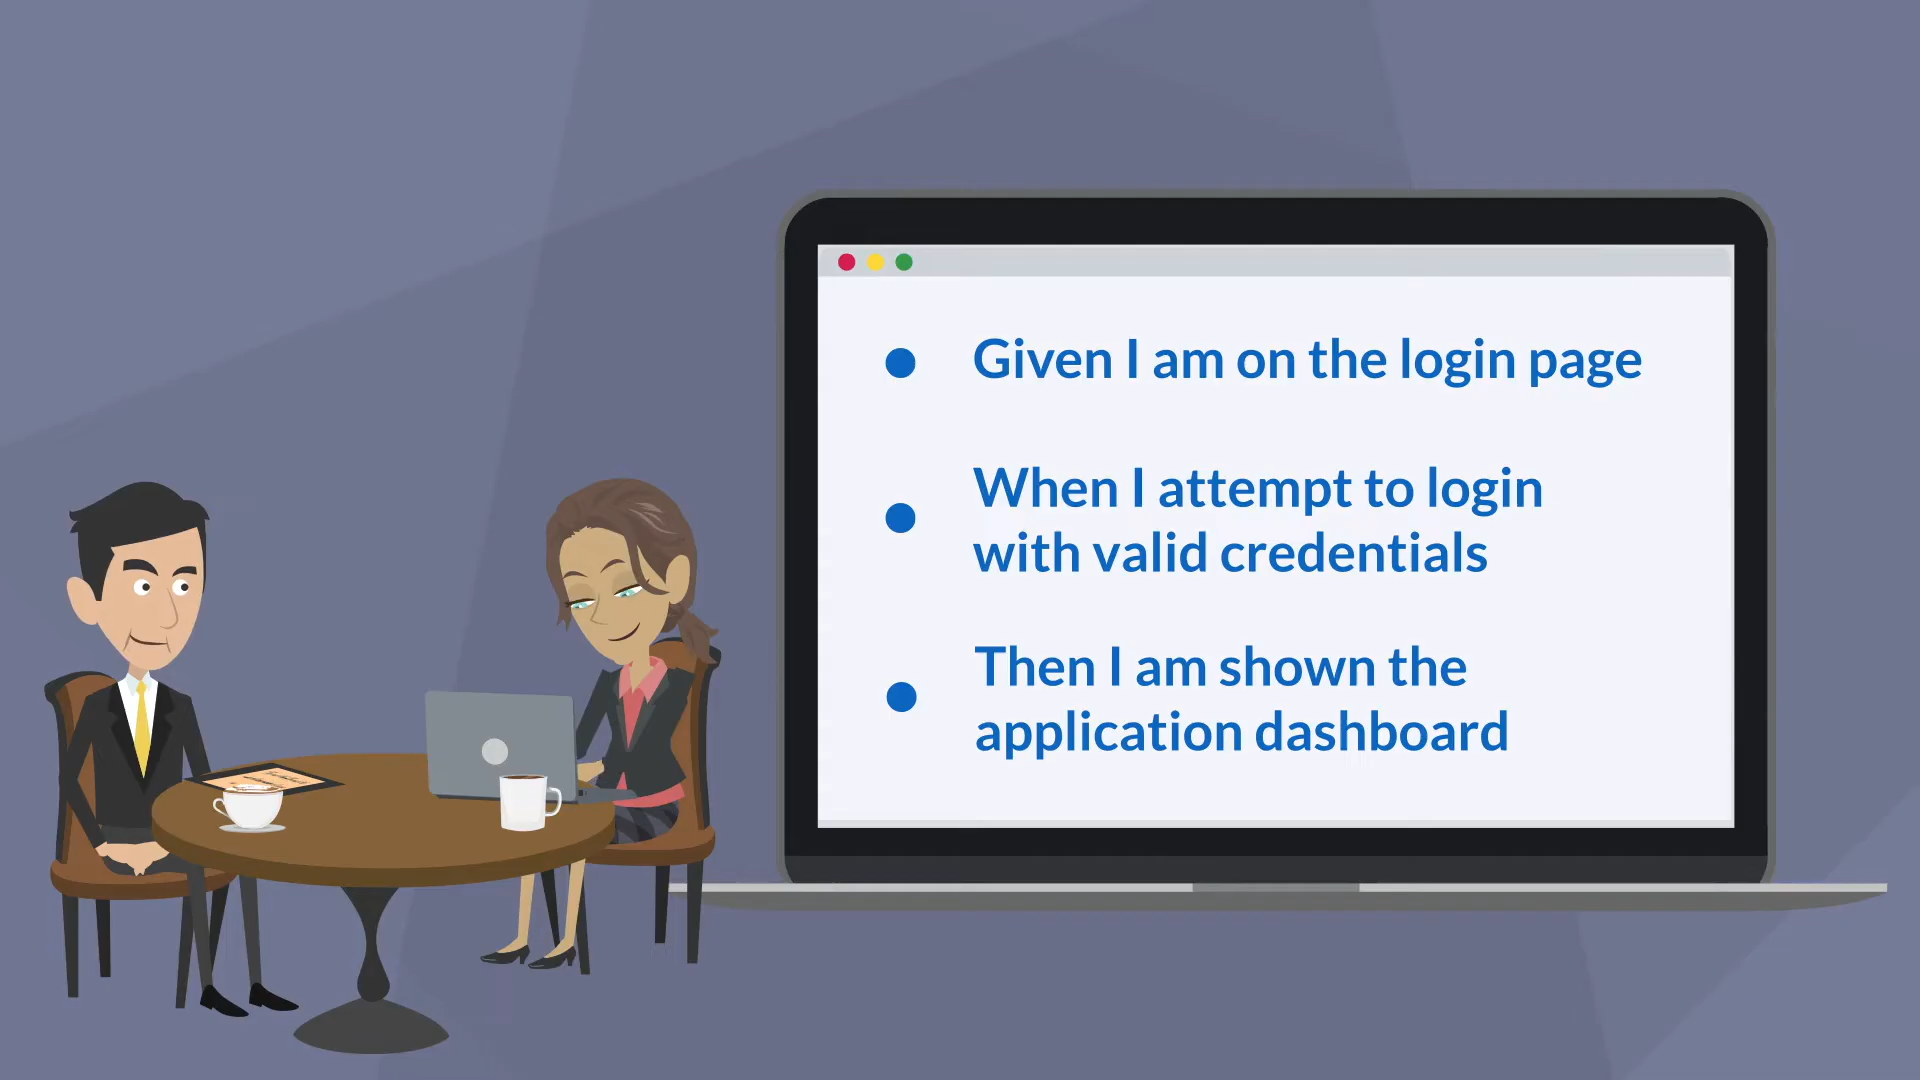 Given I am on the login page
When I attempt to login
with valid credentials
Then I am shown the
application dashboard